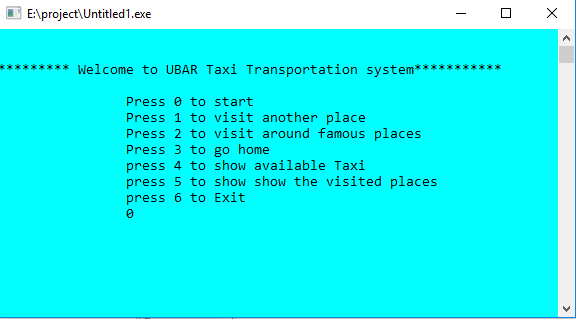 E:\project\Untitled1.exe
********* Welcome to UBAR Taxi Transportation system***********
Press 0 to start
Press 1 to visit another place
Press 2 to visit around famous places
Press 3 to go home
press 4 to show available Taxi
press 5 to show show the visited places
press 6 to Exit
0